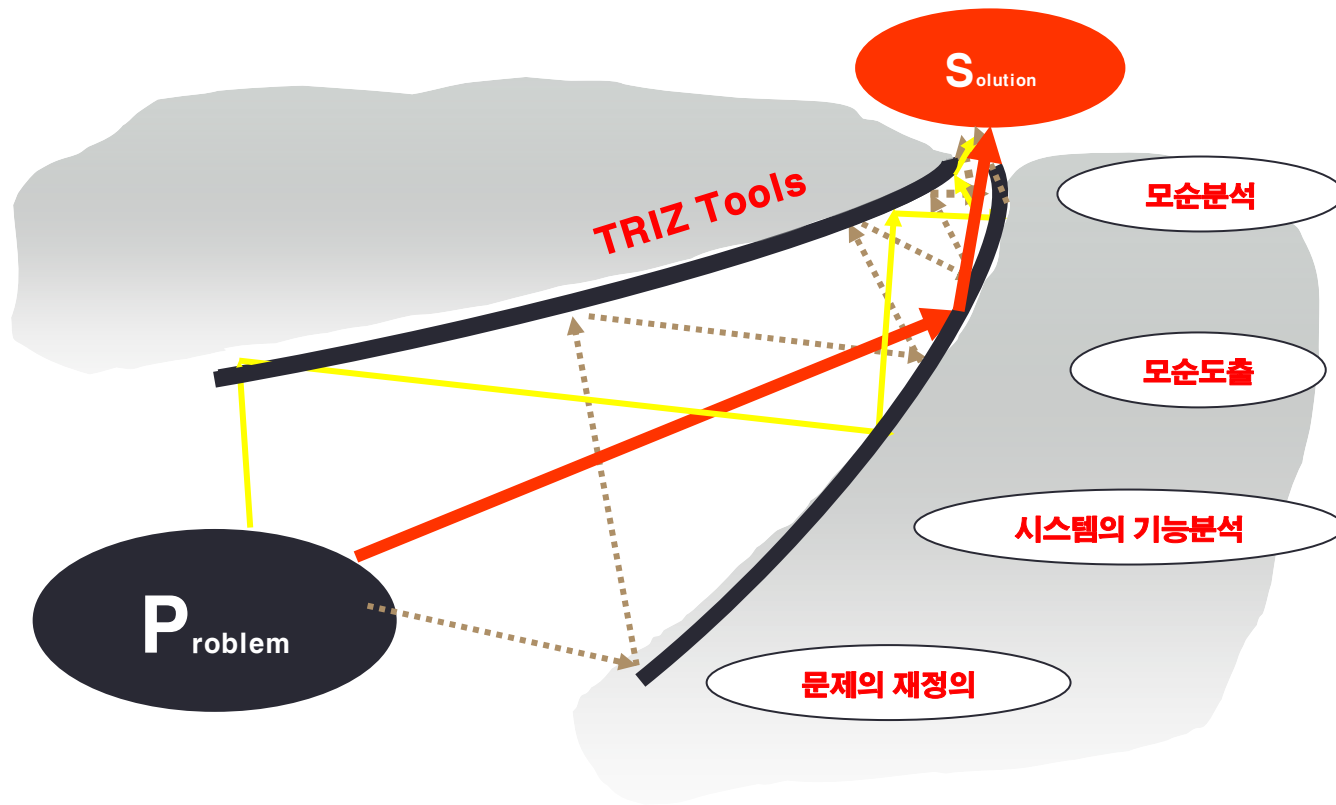 Solution
TRIZ Tools
모순분석
모순도출
시스템의 기능분석
Problem
문제의 재정의